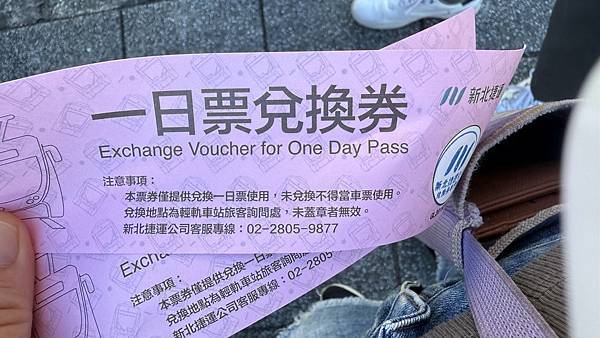 一日票兌換券
Exchange Voucher for One Day Pass
新北捷運
注意事項：
本票券僅提供兌換一日票使用，未兌換不得當車票使用。
兌換地點為輕軌車站旅客詢問處，未蓋章者無效。
新北捷運公司客服專線：02-2805-9877
新北捷運
Excha
注意事項：
本票券僅提供兌換一日
兌換地點為輕軌車站旅客詢問
新北捷運公司客服專線：02-2805